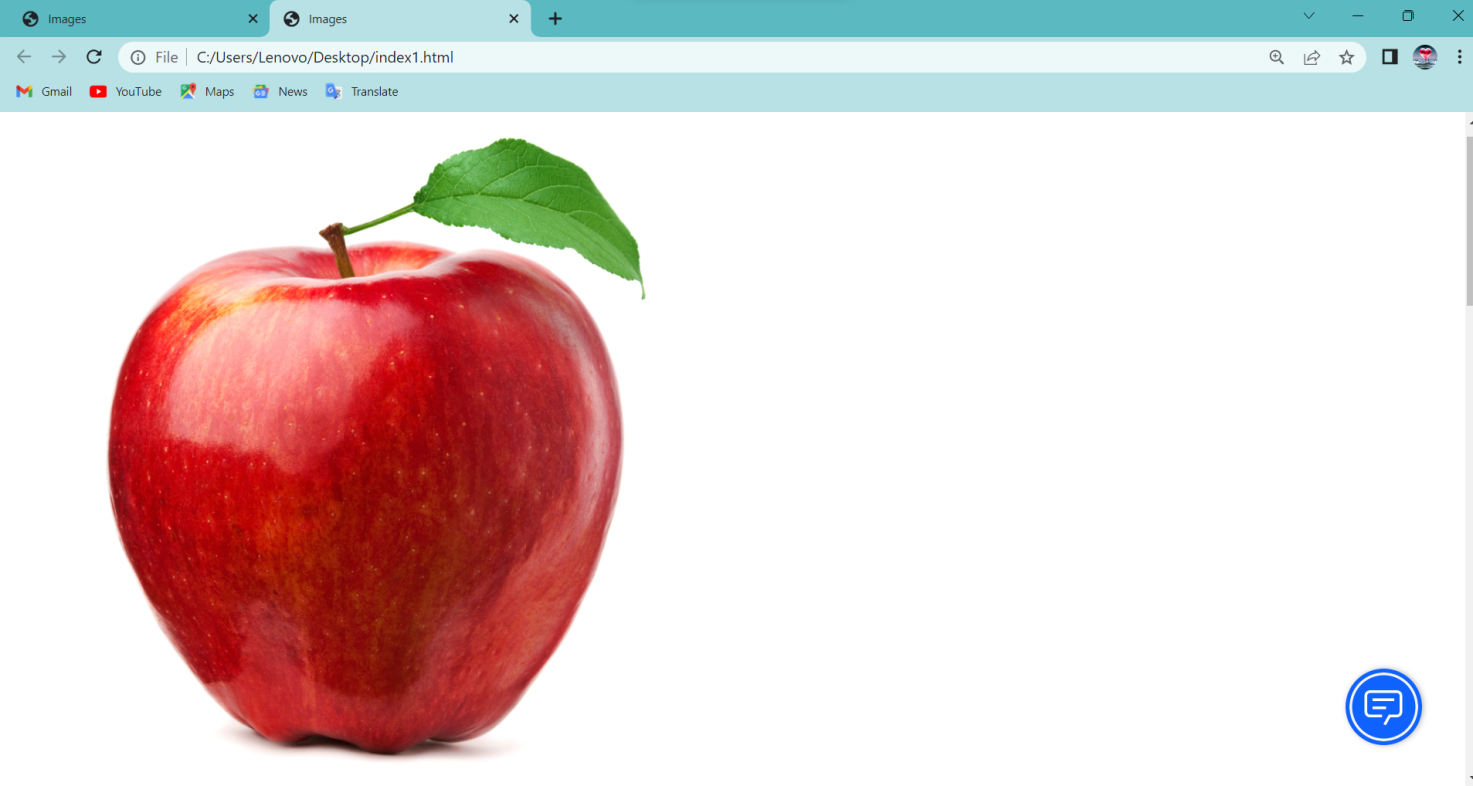 Images
Images
File C:/Users/Lenovo/Desktop/index1.html
Gmail YouTube Maps News Translate